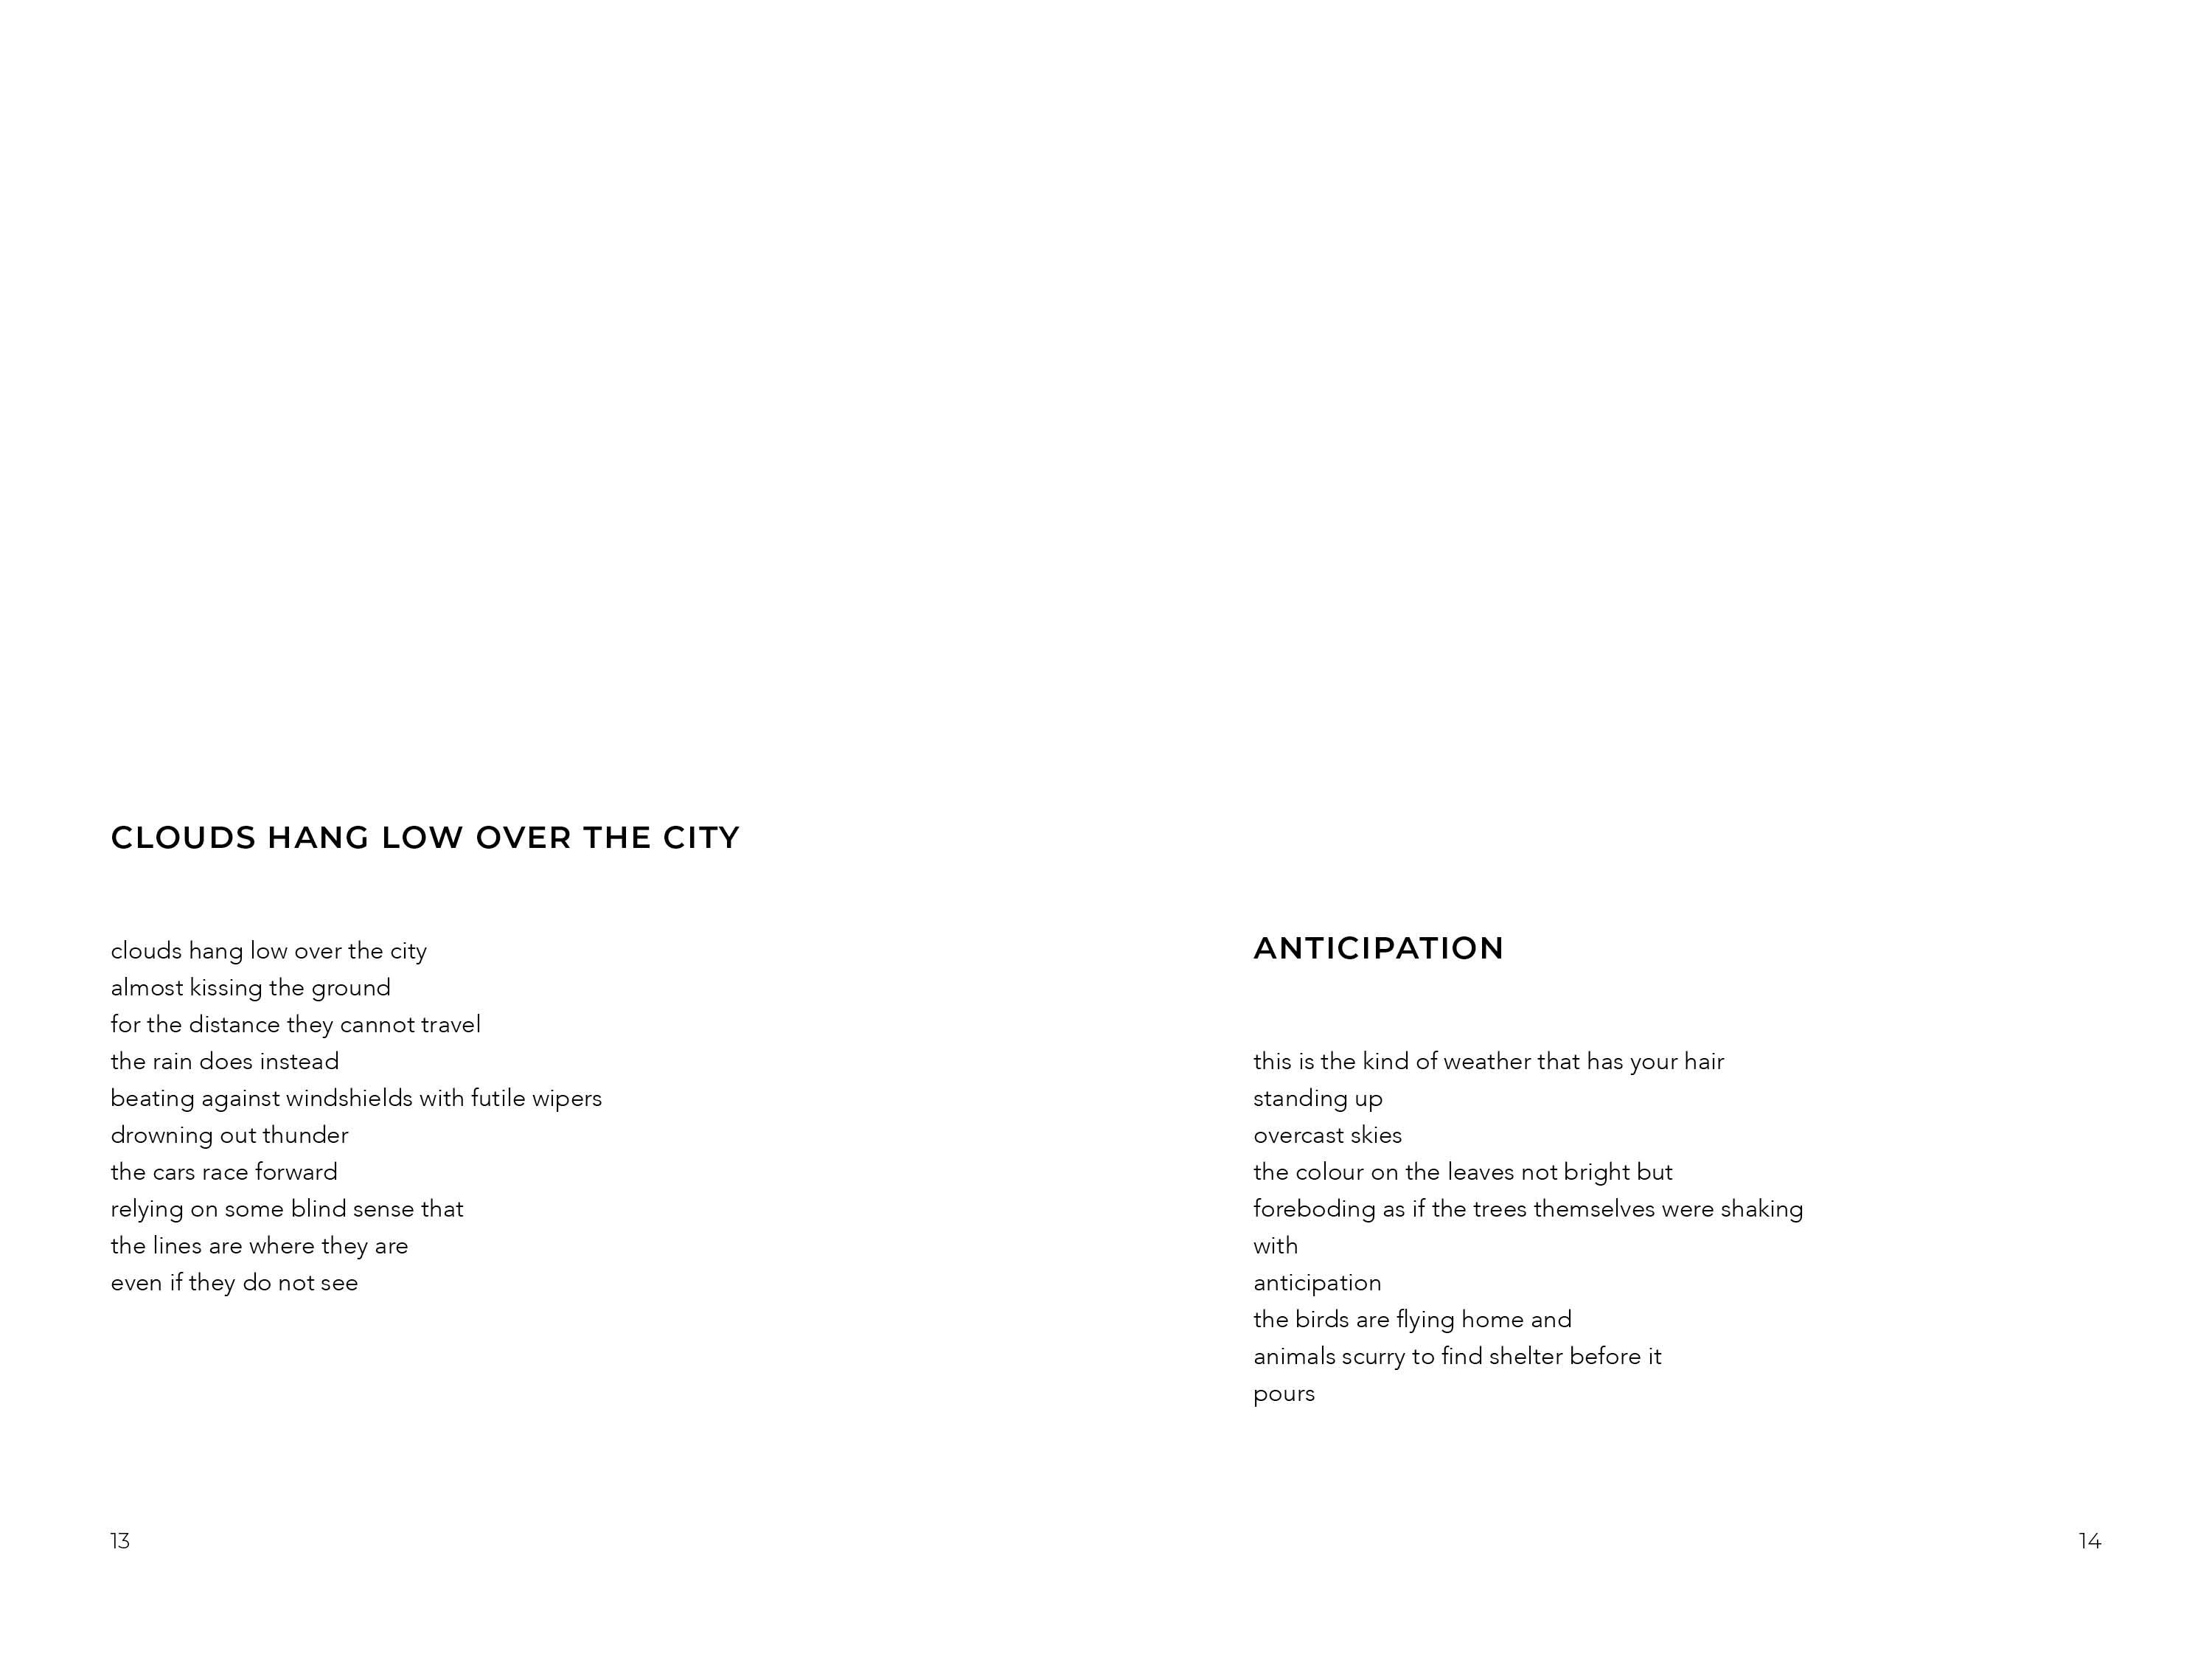 CLOUDS HANG LOW OVER THE CITY
clouds hang low over the city
almost kissing the ground
for the distance they cannot travel
the rain does instead
beating against windshields with futile wipers
drowning out thunder
the cars race forward
relying on some blind sense that
the lines are where they are
even if they do not see
13
ANTICIPATION
this is the kind of weather that has your hair
standing up
overcast skies
the colour on the leaves not bright but
foreboding as if the trees themselves were shaking
with
anticipation
the birds are flying home and
animals scurry to find shelter before it
pours
14